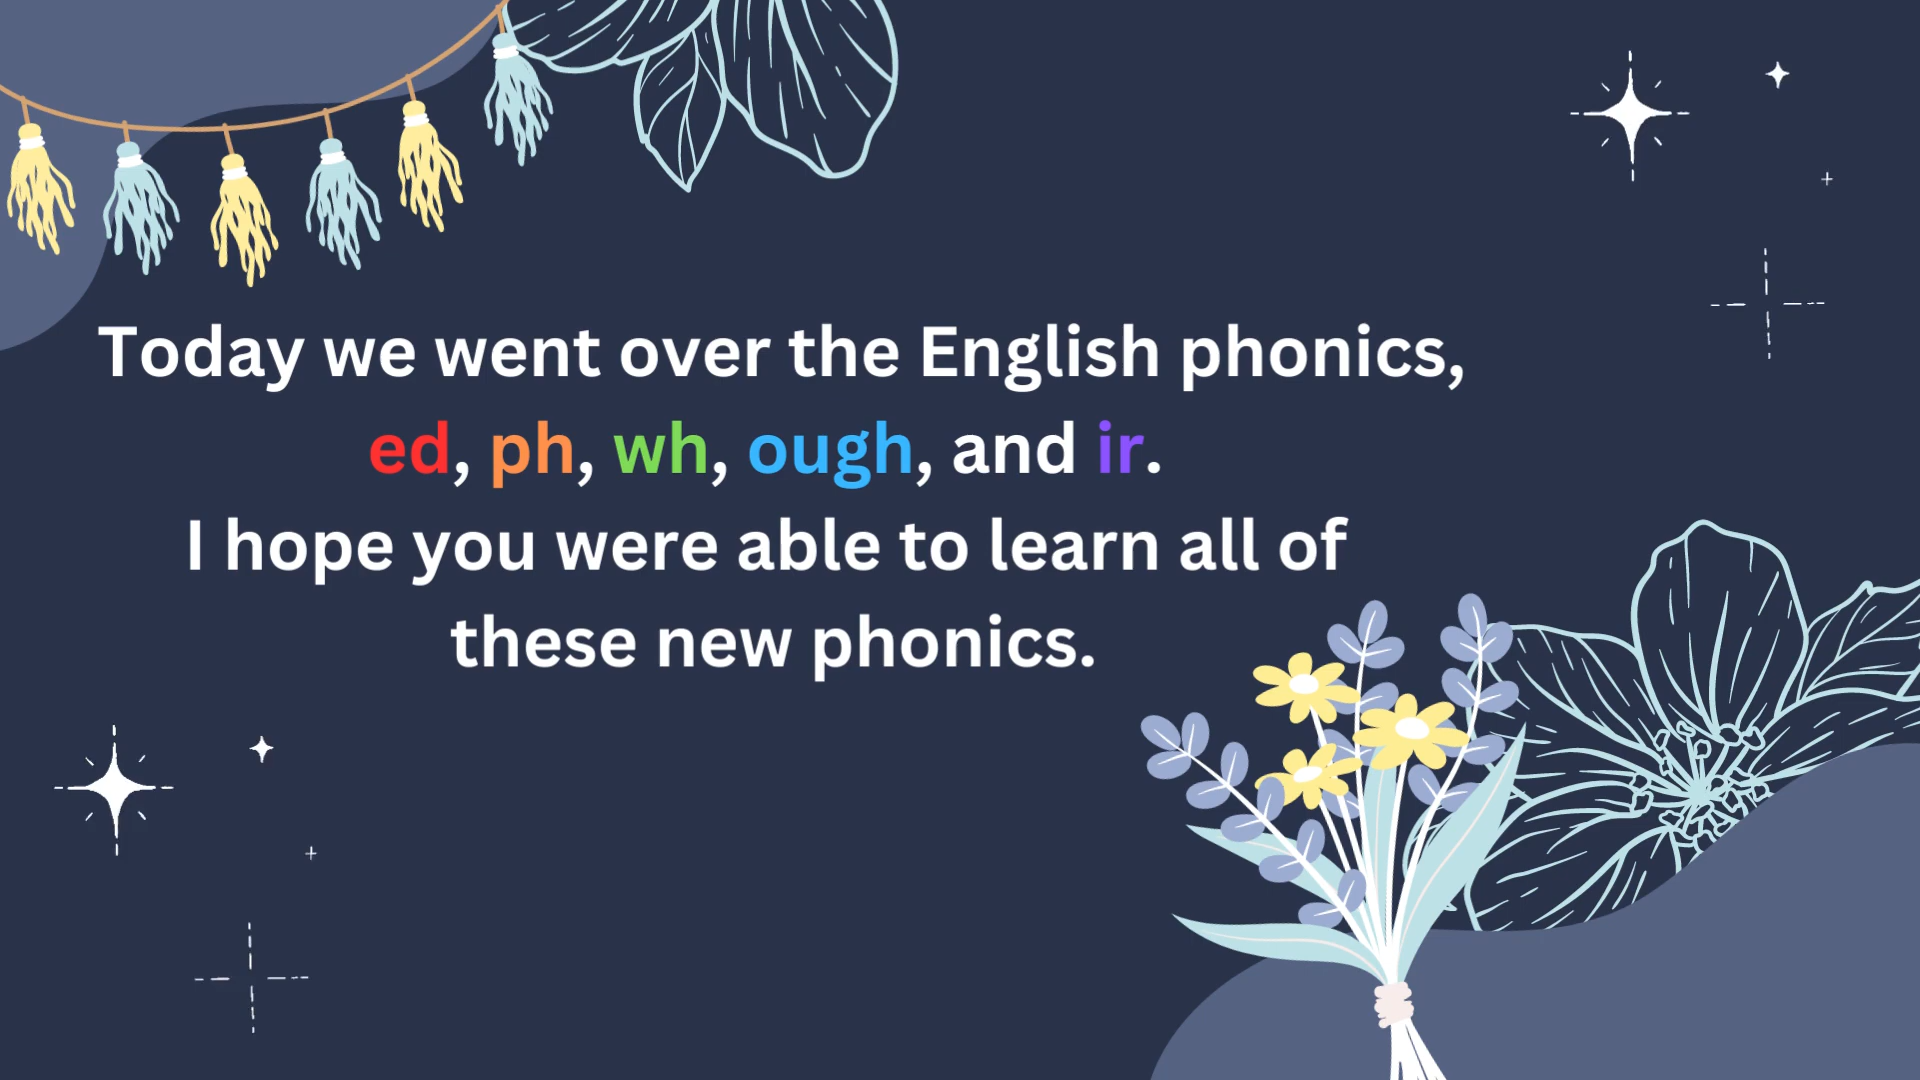 Today we went over the English phonics,
ed, ph, wh, ough, and ir.
I hope you were able to learn all of
these new phonics.